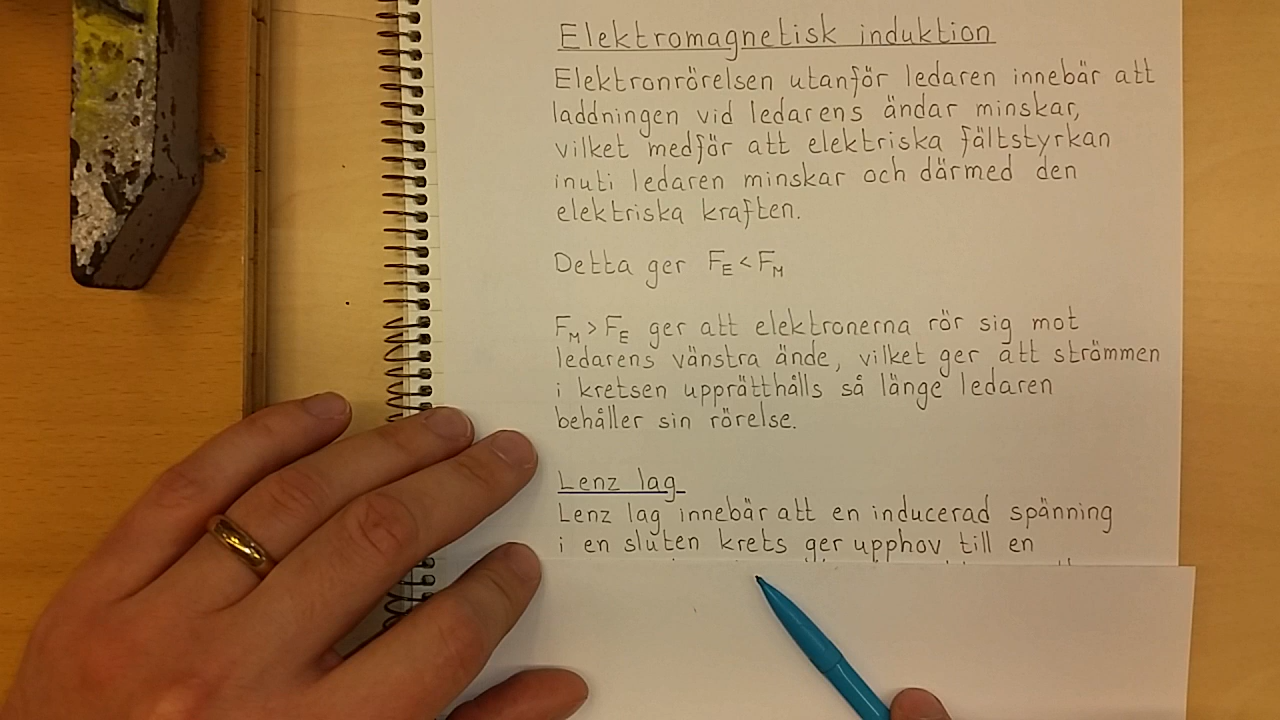 Elektromagnetisk induktion
Elektronrörelsen utanför ledaren innebär att
laddningen vid ledarens ändar minskar,
vilket medför att elektriska fältstyrkan
inuti ledaren minskar och därmed den
elektriska kraften.
Detta ger F_E < F_M
F_M > F_E ger att elektronerna rör sig mot
ledarens vänstra ände, vilket ger att strömmen
i kretsen upprätthålls så länge ledaren
behåller sin rörelse.
Lenz lag
Lenz lag innebär att en inducerad spänning
i en sluten krets ger upphov till en